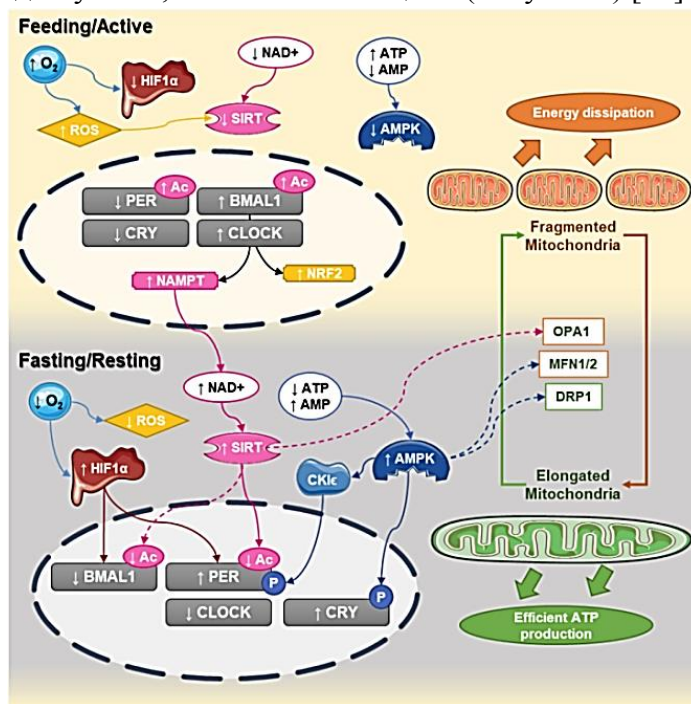 Feeding/Active
↑ O₂
↓ HIF1α
↑ ROS
↓ NAD+
↓ SIRT
↑ ATP
↓ AMP
↓ AMPK
Energy dissipation
Fragmented
Mitochondria
↑ Ac
↓ PER
↓ CRY
↑ Ac
↑ BMAL1
↑ CLOCK
↑ NAMPT
↑ NRF2
OPA1
MFN1/2
DRP1
Fasting/Resting
↓ O₂
↓ ROS
↑ HIF1α
↑ NAD+
↑ SIRT
↓ ATP
↑ AMP
↑ AMPK
CKIε
Elongated
Mitochondria
↓ Ac
↓ BMAL1
↓ Ac
↑ PER
P
↓ CLOCK
P
↑ CRY
Efficient ATP
production